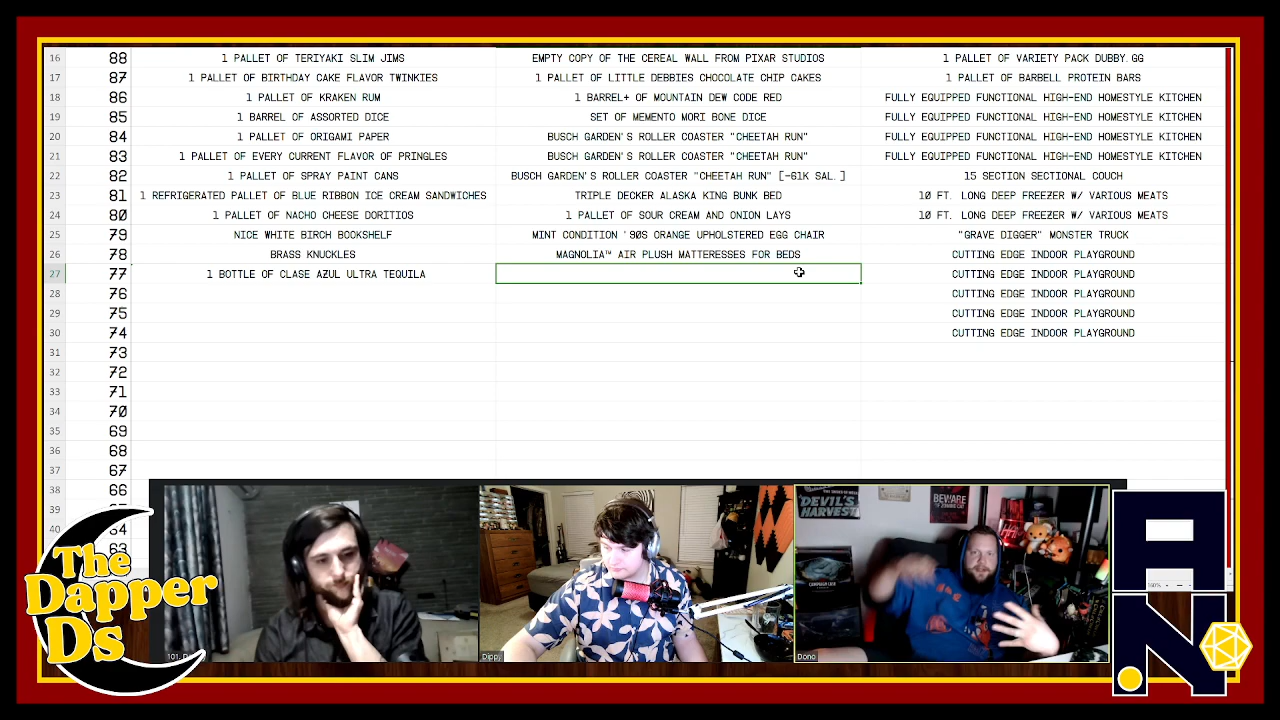 16 88 1 PALLET OF TERIYAKI SLIM JIMS EMPTY COPY OF THE CEREAL WALL FROM PIXAR STUDIOS 1 PALLET OF VARIETY PACK DUBBY.GG
17 87 1 PALLET OF BIRTHDAY CAKE FLAVOR TWINKIES 1 PALLET OF LITTLE DEBBIES CHOCOLATE CHIP CAKES 1 PALLET OF BARBELL PROTEIN BARS
18 86 1 PALLET OF KRAKEN RUM 1 BARREL+ OF MOUNTAIN DEW CODE RED FULLY EQUIPPED FUNCTIONAL HIGH-END HOMESTYLE KITCHEN
19 85 1 BARREL OF ASSORTED DICE SET OF MEMENTO MORI BONE DICE FULLY EQUIPPED FUNCTIONAL HIGH-END HOMESTYLE KITCHEN
20 84 1 PALLET OF ORIGAMI PAPER BUSCH GARDEN'S ROLLER COASTER "CHEETAH RUN" FULLY EQUIPPED FUNCTIONAL HIGH-END HOMESTYLE KITCHEN
21 83 1 PALLET OF EVERY CURRENT FLAVOR OF PRINGLES BUSCH GARDEN'S ROLLER COASTER "CHEETAH RUN" FULLY EQUIPPED FUNCTIONAL HIGH-END HOMESTYLE KITCHEN
22 82 1 PALLET OF SPRAY PAINT CANS BUSCH GARDEN'S ROLLER COASTER "CHEETAH RUN" [-61K SAL.] 15 SECTION SECTIONAL COUCH
23 81 1 REFRIGERATED PALLET OF BLUE RIBBON ICE CREAM SANDWICHES TRIPLE DECKER ALASKA KING BUNK BED 10 FT. LONG DEEP FREEZER W/ VARIOUS MEATS
24 80 1 PALLET OF NACHO CHEESE DORITIOS 1 PALLET OF SOUR CREAM AND ONION LAYS 10 FT. LONG DEEP FREEZER W/ VARIOUS MEATS
25 79 NICE WHITE BIRCH BOOKSHELF MINT CONDITION '90S ORANGE UPHOLSTERED EGG CHAIR "GRAVE DIGGER" MONSTER TRUCK
26 78 BRASS KNUCKLES MAGNOLIA™ AIR PLUSH MATTERESSES FOR BEDS CUTTING EDGE INDOOR PLAYGROUND
27 77 1 BOTTLE OF CLASE AZUL ULTRA TEQUILA CUTTING EDGE INDOOR PLAYGROUND
28 76 CUTTING EDGE INDOOR PLAYGROUND
29 75 CUTTING EDGE INDOOR PLAYGROUND
30 74 CUTTING EDGE INDOOR PLAYGROUND
31 73
32 72
33 71
34 70
35 69
36 68
37 67
38 66
39
40 64
63
The
Dapper
Ds
DEVIL'S
HARVEST
BEWARE
101, D
Dippy
Dono
160%
A
N